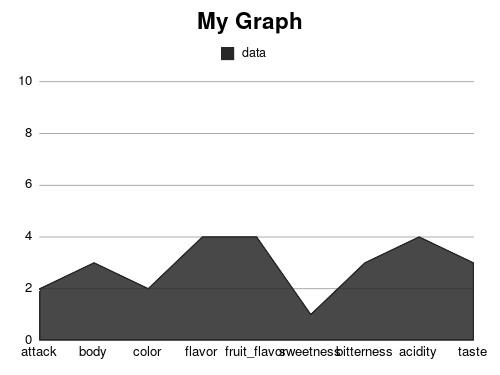 My Graph
data
10
8
6
4
2
0
attack body color flavor fruit_flavor sweetness bitterness acidity taste